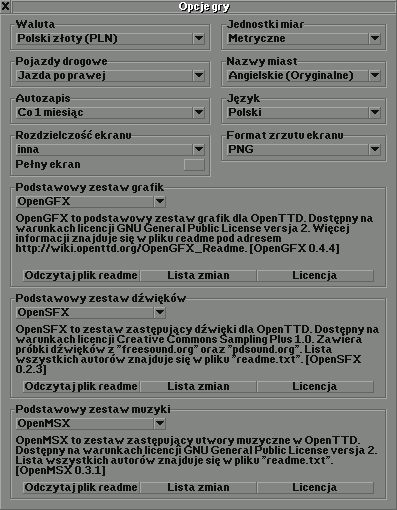 X Opcje gry
Waluta
Polski złoty (PLN)
Jednostki miar
Metryczne
Pojazdy drogowe
Jazda po prawej
Nazwy miast
Angielskie (Oryginalne)
Autozapis
Co 1 miesiąc
Język
Polski
Rozdzielczość ekranu
inna
Pełny ekran
Format zrzutu ekranu
PNG
Podstawowy zestaw grafik
OpenGFX
OpenGFX to podstawowy zestaw grafik dla OpenTTD. Dostępny na
warunkach licencji GNU General Public License wersja 2. Więcej
informacji znajduje się w pliku readme pod adresem
http://wiki.openttd.org/OpenGFX_Readme. [OpenGFX 0.4.4]
Odczytaj plik readme Lista zmian Licencja
Podstawowy zestaw dźwięków
OpenSFX
OpenSFX to zestaw zastępujący dźwięki dla OpenTTD. Dostępny na
warunkach licencji Creative Commons Sampling Plus 1.0. Zawiera
próbki dźwięków z "freesound.org" oraz "pdsound.org". Lista
wszystkich autorów znajduje się w pliku "readme.txt". [OpenSFX
0.2.3]
Odczytaj plik readme Lista zmian Licencja
Podstawowy zestaw muzyki
OpenMSX
OpenMSX to zestaw zastępujący utwory muzyczne w OpenTTD.
Dostępny na warunkach licencji GNU General Public License wersja 2.
Lista wszystkich autorów znajduje się w pliku "readme.txt".
[OpenMSX 0.3.1]
Odczytaj plik readme Lista zmian Licencja